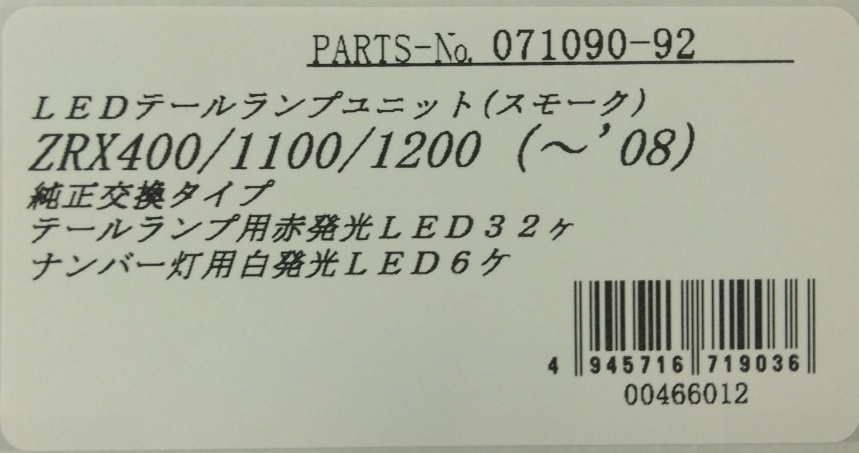 PARTS-No. 071090-92
ＬＥＤテールランプユニット(スモーク)
ZRX400/1100/1200 (～'08)
純正交換タイプ
テールランプ用赤発光ＬＥＤ３２ヶ
ナンバー灯用白発光ＬＥＤ６ケ
4 945716 719036
00466012